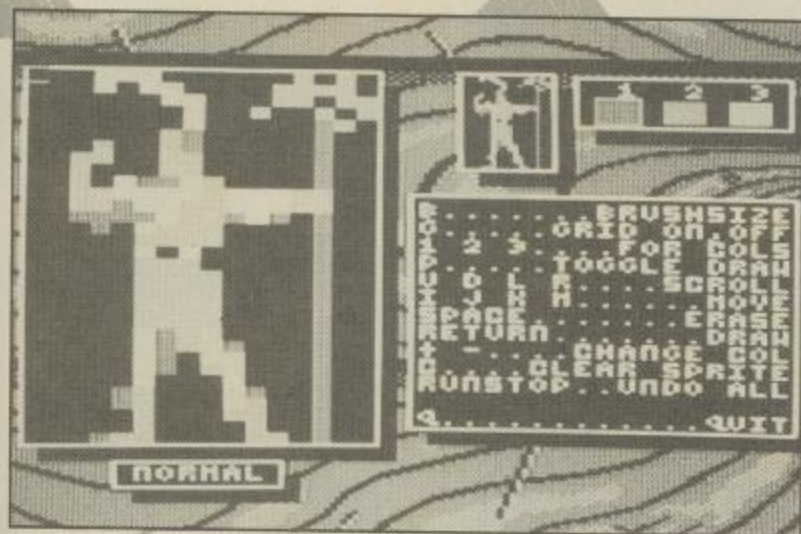 1 2 3
B.......BRUSHSIZE
G.....GRID ON.OFF
1 2 3....FOR COLS
P.....TOGGLE DRAW
U D L R....SCROLL
I J K M......MOVE
SPACE.......ERASE
RETURN.......DRAW
+ -....CHANGE COL
C....CLEAR SPRITE
RUNSTOP..UNDO ALL
Q............QUIT
NORMAL